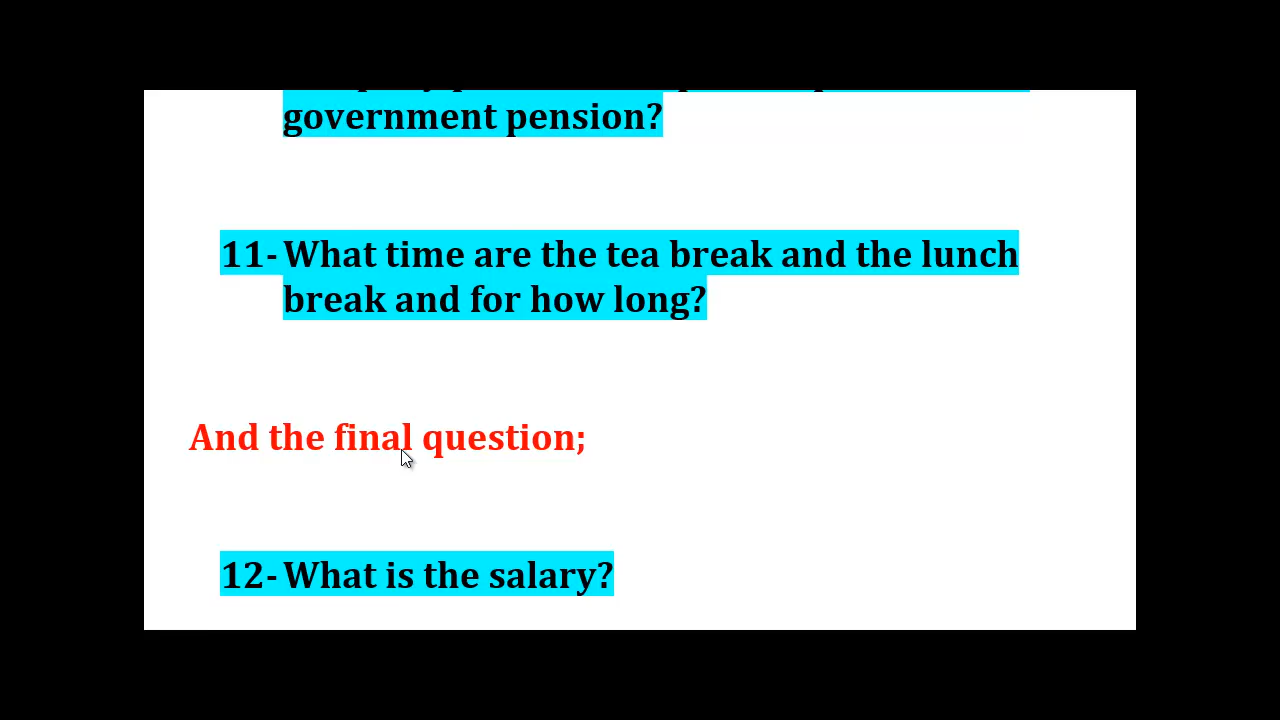 government pension?
11- What time are the tea break and the lunch
break and for how long?
And the final question;
12- What is the salary?